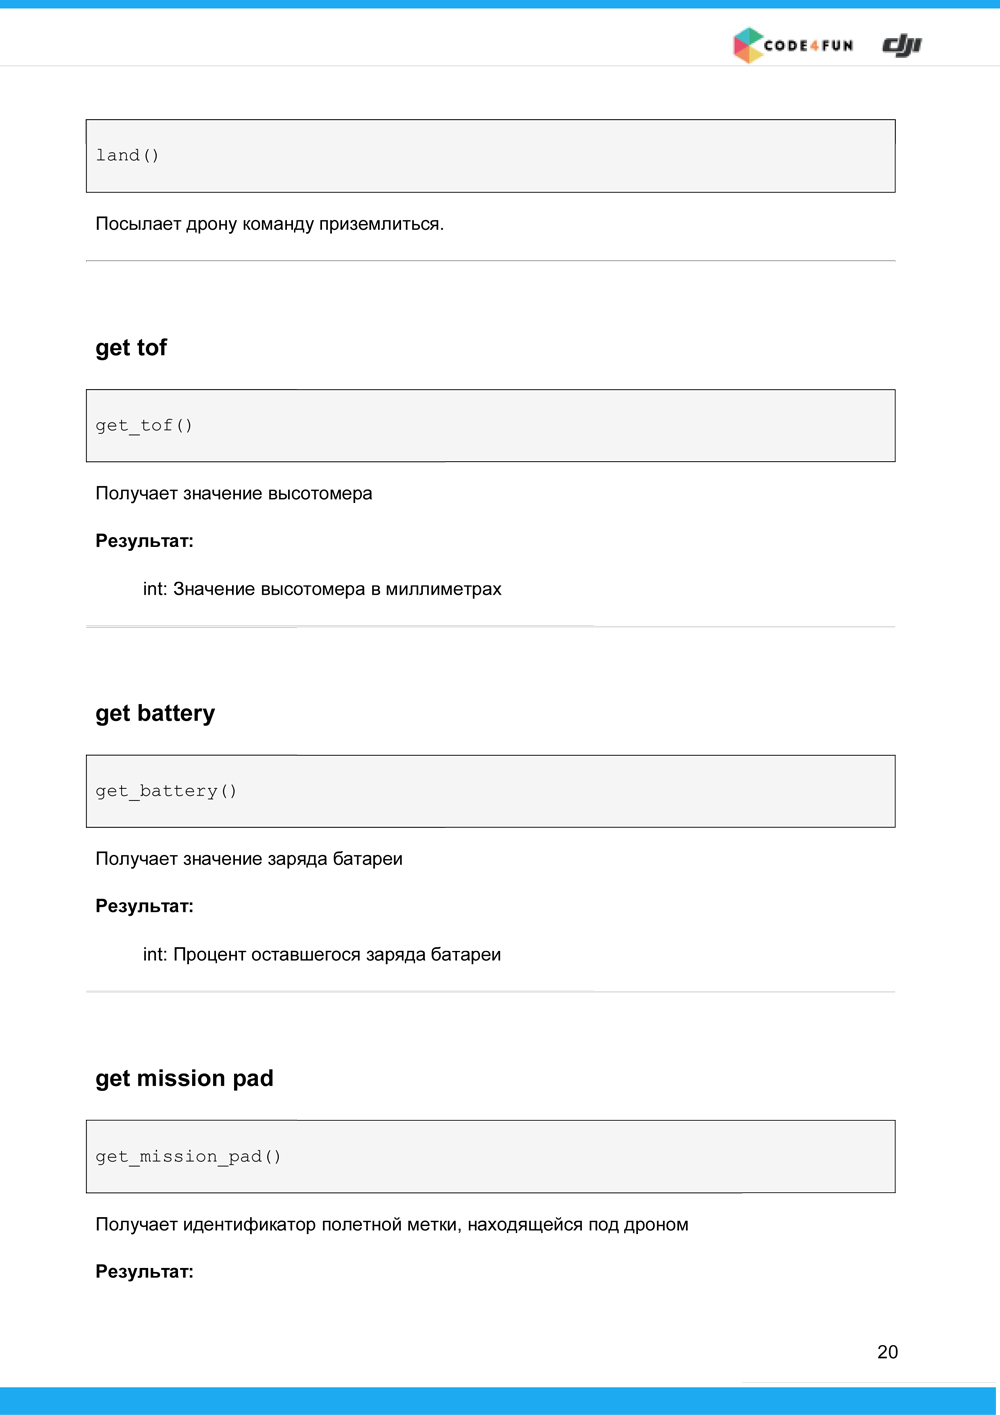 CODE4FUN dji
land()
Посылает дрону команду приземлиться.
get tof
get_tof()
Получает значение высотомера
Результат:
int: Значение высотомера в миллиметрах
get battery
get_battery()
Получает значение заряда батареи
Результат:
int: Процент оставшегося заряда батареи
get mission pad
get_mission_pad()
Получает идентификатор полетной метки, находящейся под дроном
Результат:
20